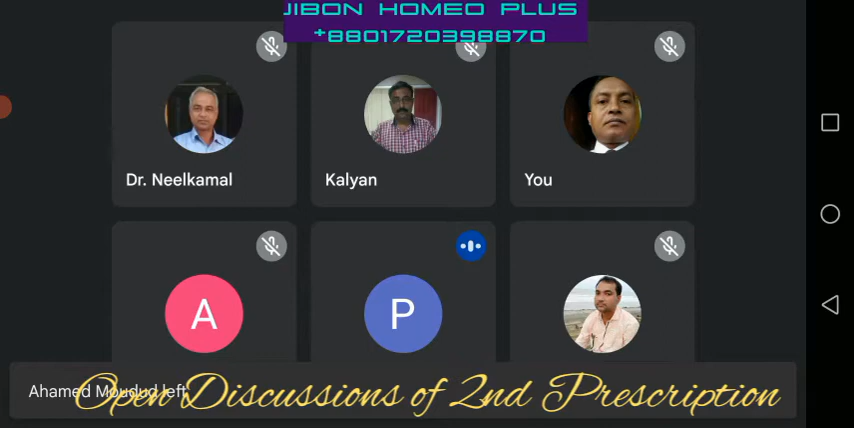 JIBON HOMEO PLUS
+8801720398870
Dr. Neelkamal
Kalyan
You
A
P
Ahamed Moudud left
Open Discussions of 2nd Prescription